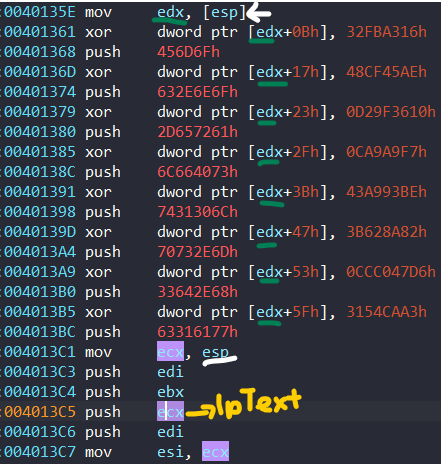 :0040135E mov edx, [esp]
:00401361 xor dword ptr [edx+0Bh], 32FBA316h
:00401368 push 456D6Fh
:0040136D xor dword ptr [edx+17h], 48CF45AEh
:00401374 push 632E6E6Fh
:00401379 xor dword ptr [edx+23h], 0D29F3610h
:00401380 push 2D657261h
:00401385 xor dword ptr [edx+2Fh], 0CA9A9F7h
:0040138C push 6C664073h
:00401391 xor dword ptr [edx+3Bh], 43A993BEh
:00401398 push 7431306Ch
:0040139D xor dword ptr [edx+47h], 3B628A82h
:004013A4 push 70732E6Dh
:004013A9 xor dword ptr [edx+53h], 0CCC047D6h
:004013B0 push 33642E68h
:004013B5 xor dword ptr [edx+5Fh], 3154CAA3h
:004013BC push 63316177h
:004013C1 mov ecx, esp
:004013C3 push edi
:004013C4 push ebx
:004013C5 push ecx → lpText
:004013C6 push edi
:004013C7 mov esi, ecx